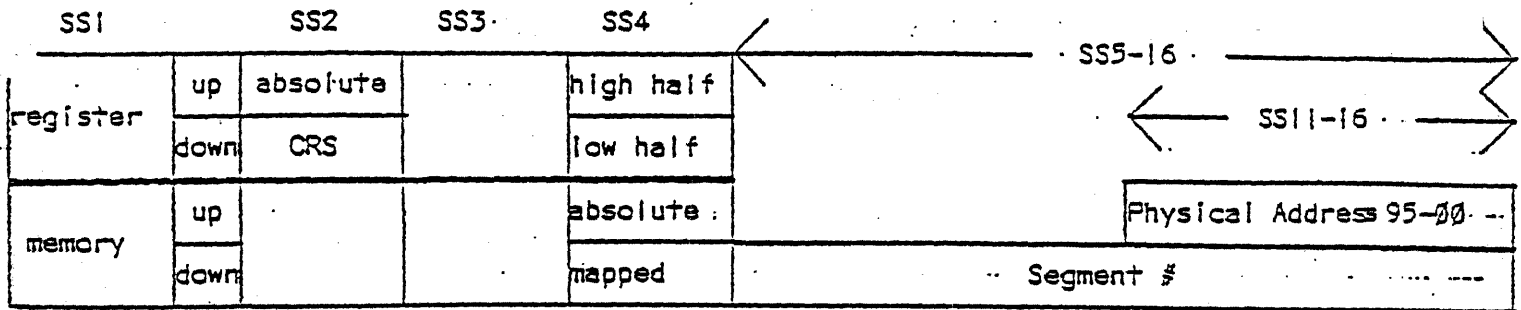 SS1 SS2 SS3 SS4
SS5-16
register up absolute high half
SS11-16
down CRS low half
memory up absolute Physical Address 95-00
down mapped Segment #